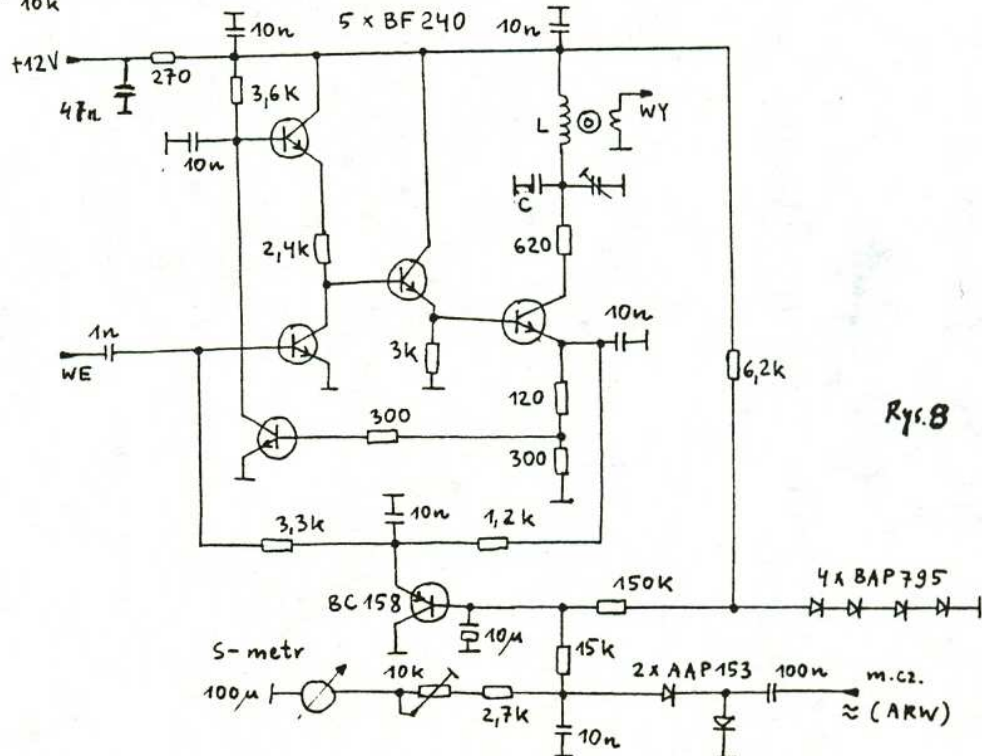 10k
10n
5 x BF 240
10n
+12V
270
47n
3,6k
10n
L
WY
C
2,4k
620
1n
WE
10n
3k
6,2k
120
300
300
Rys.8
3,3k
10n
1,2k
BC 158
150k
4 x BAP 795
10µ
15k
S-metr
100µ
10k
2,7k
2 x AAP 153
100n
m.cz.
≈ (ARW)
10n